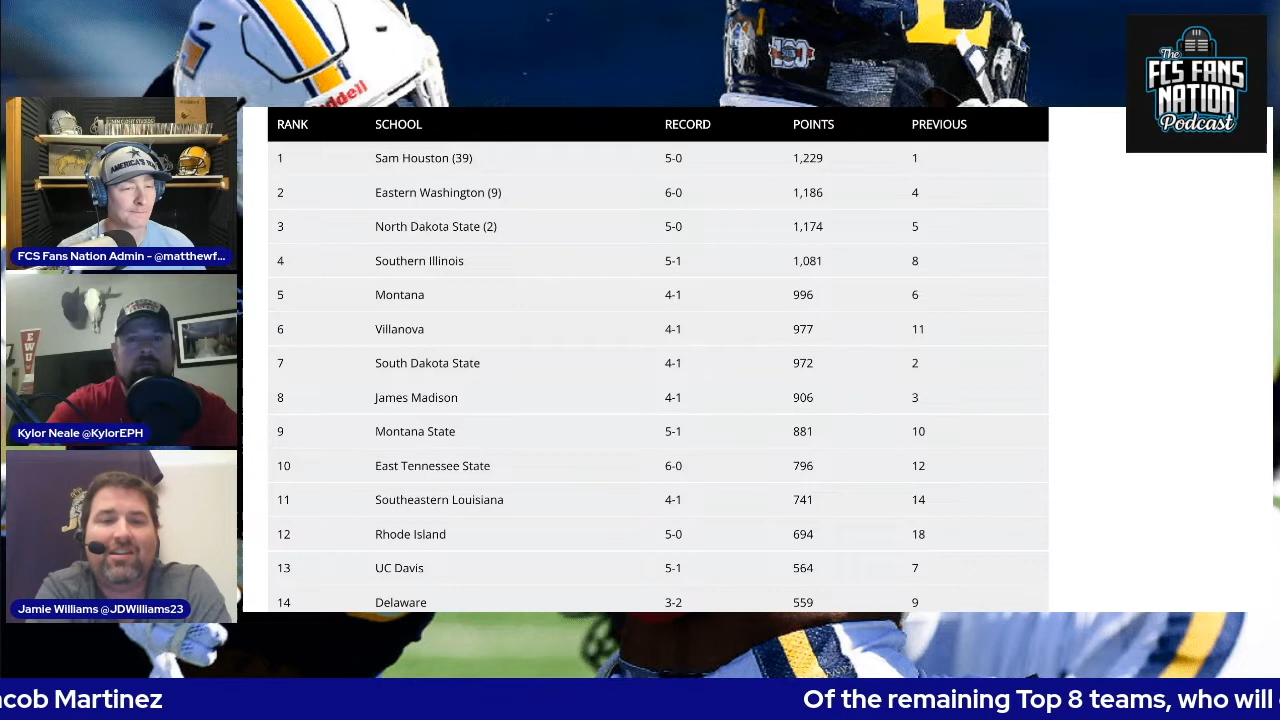 The
FCS FANS
NATION
Podcast
L
Riddell
150
RANK SCHOOL RECORD POINTS PREVIOUS
1 Sam Houston (39) 5-0 1,229 1
2 Eastern Washington (9) 6-0 1,186 4
3 North Dakota State (2) 5-0 1,174 5
4 Southern Illinois 5-1 1,081 8
5 Montana 4-1 996 6
6 Villanova 4-1 977 11
7 South Dakota State 4-1 972 2
8 James Madison 4-1 906 3
9 Montana State 5-1 881 10
10 East Tennessee State 6-0 796 12
11 Southeastern Louisiana 4-1 741 14
12 Rhode Island 5-0 694 18
13 UC Davis 5-1 564 7
14 Delaware 3-2 559 9
AMERICA'S
FCS Fans Nation Admin - @matthewf...
EWU
Kylor Neale @KylorEPH
Jamie Williams @JDWilliams23
acob Martinez Of the remaining Top 8 teams, who will